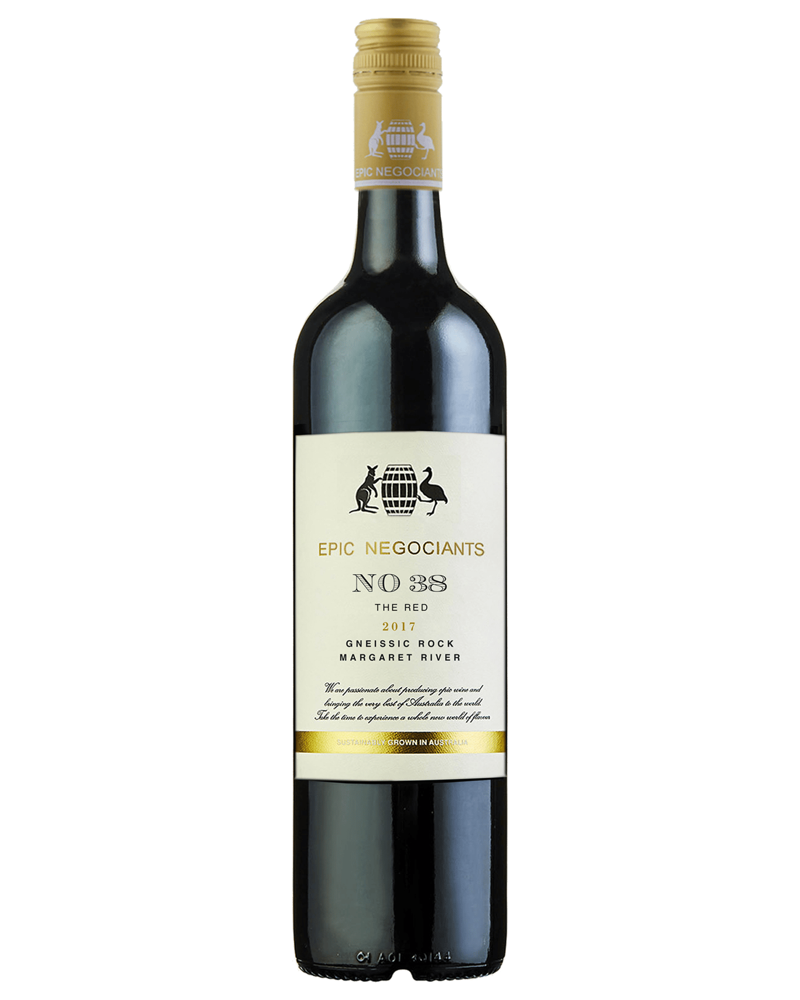 EPIC NEGOCIANTS
EPIC NEGOCIANTS
NO 38
THE RED
2017
GNEISSIC ROCK
MARGARET RIVER
We are passionate about producing epic wine and
bringing the very best of Australia to the world.
Take the time to experience a whole new world of flavour
SUSTAINABLY GROWN IN AUSTRALIA